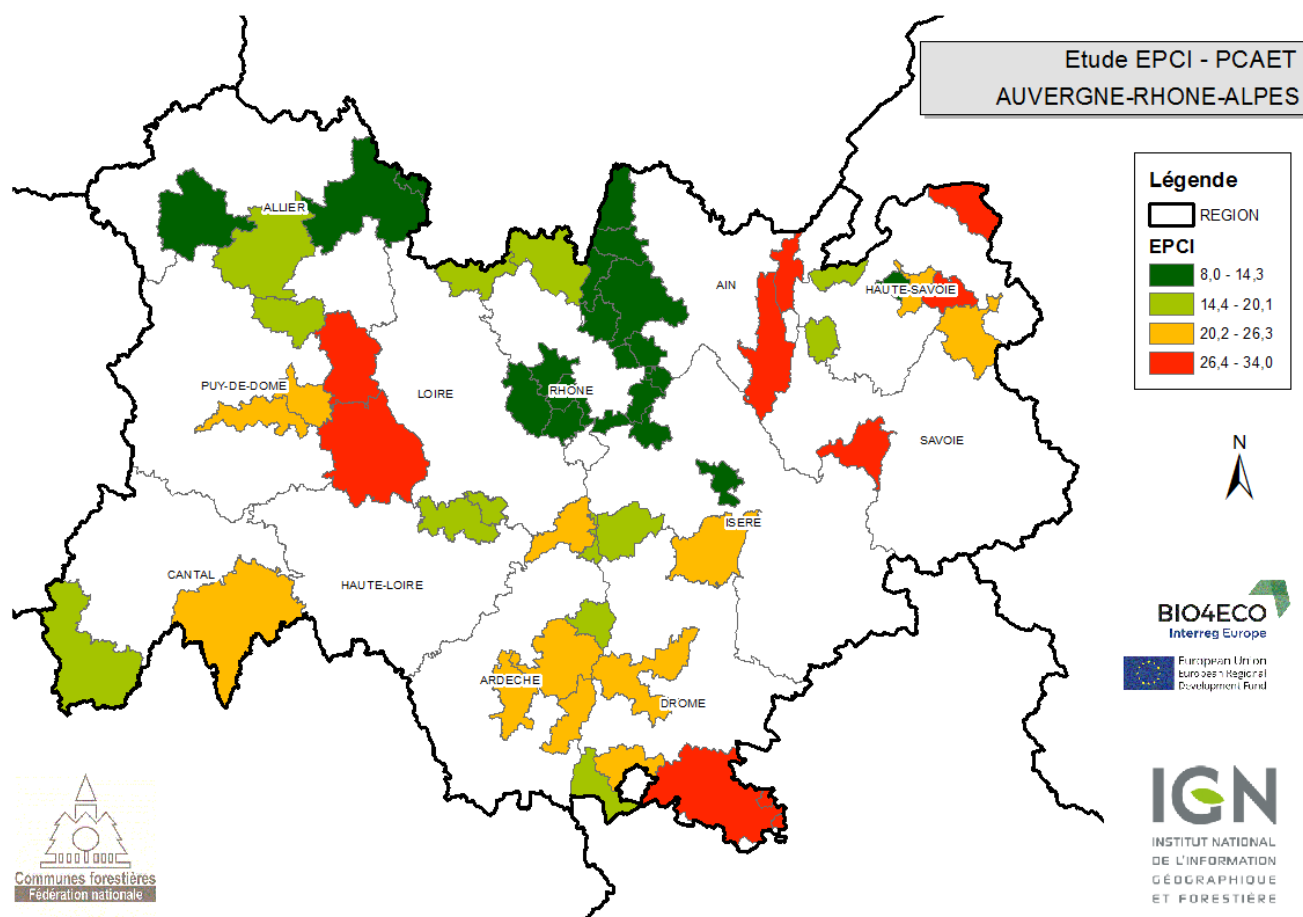 Etude EPCI - PCAET
AUVERGNE-RHONE-ALPES
Légende
REGION
EPCI
8,0 - 14,3
14,4 - 20,1
20,2 - 26,3
26,4 - 34,0
ALLIER
AIN
HAUTE-SAVOIE
PUY-DE-DOME
LOIRE
RHONE
SAVOIE
N
ISERE
CANTAL
HAUTE-LOIRE
ARDECHE
DROME
BIO4ECO
Interreg Europe
European Union
European Regional
Development Fund
IGN
INSTITUT NATIONAL
DE L'INFORMATION
GÉOGRAPHIQUE
ET FORESTIÈRE
Communes forestières
Fédération nationale